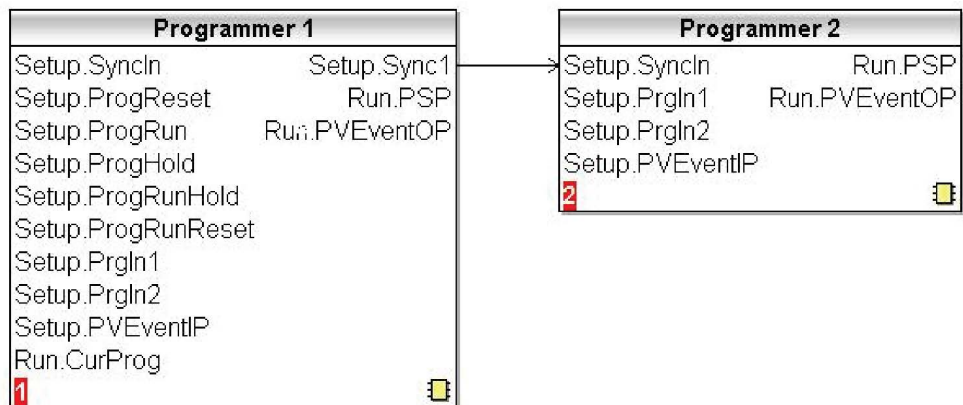 Programmer 1
Setup.SyncIn Setup.Sync1
Setup.ProgReset Run.PSP
Setup.ProgRun Run.PVEventOP
Setup.ProgHold
Setup.ProgRunHold
Setup.ProgRunReset
Setup.PrgIn1
Setup.PrgIn2
Setup.PVEventIP
Run.CurProg
1
Programmer 2
Setup.SyncIn Run.PSP
Setup.PrgIn1 Run.PVEventOP
Setup.PrgIn2
Setup.PVEventIP
2